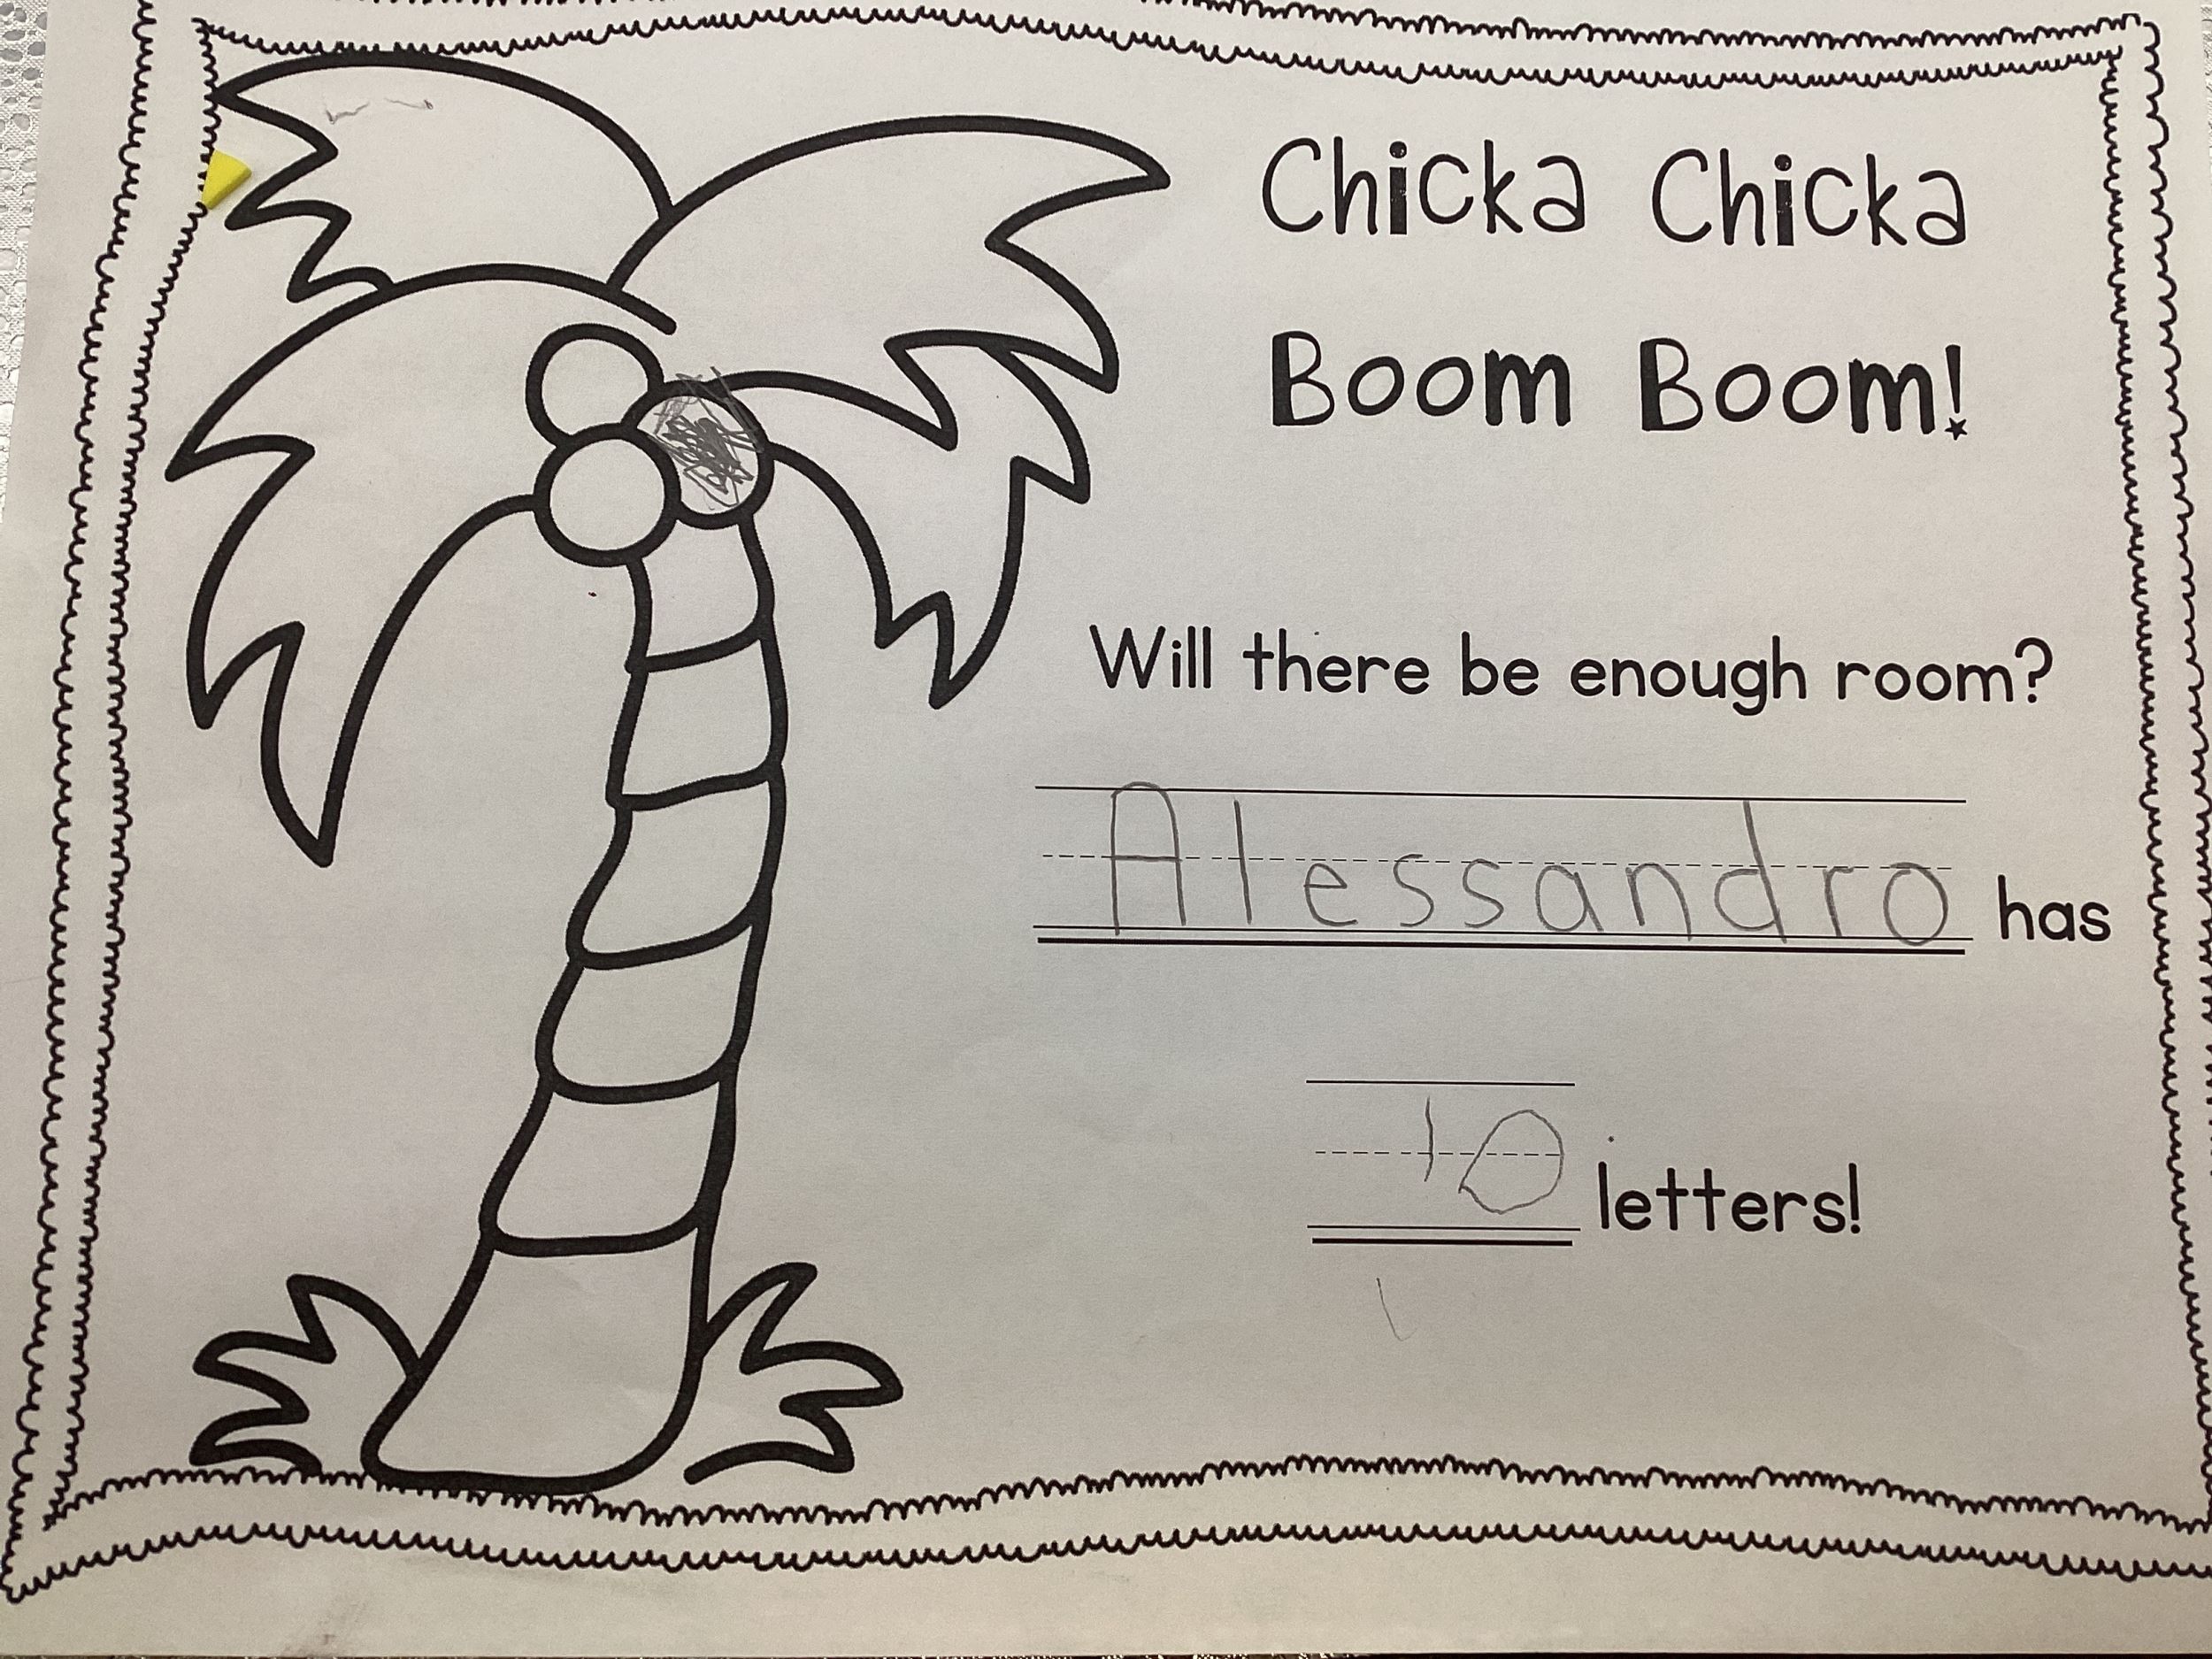 Chicka Chicka
Boom Boom!
Will there be enough room?
Alessandro has
10 letters!